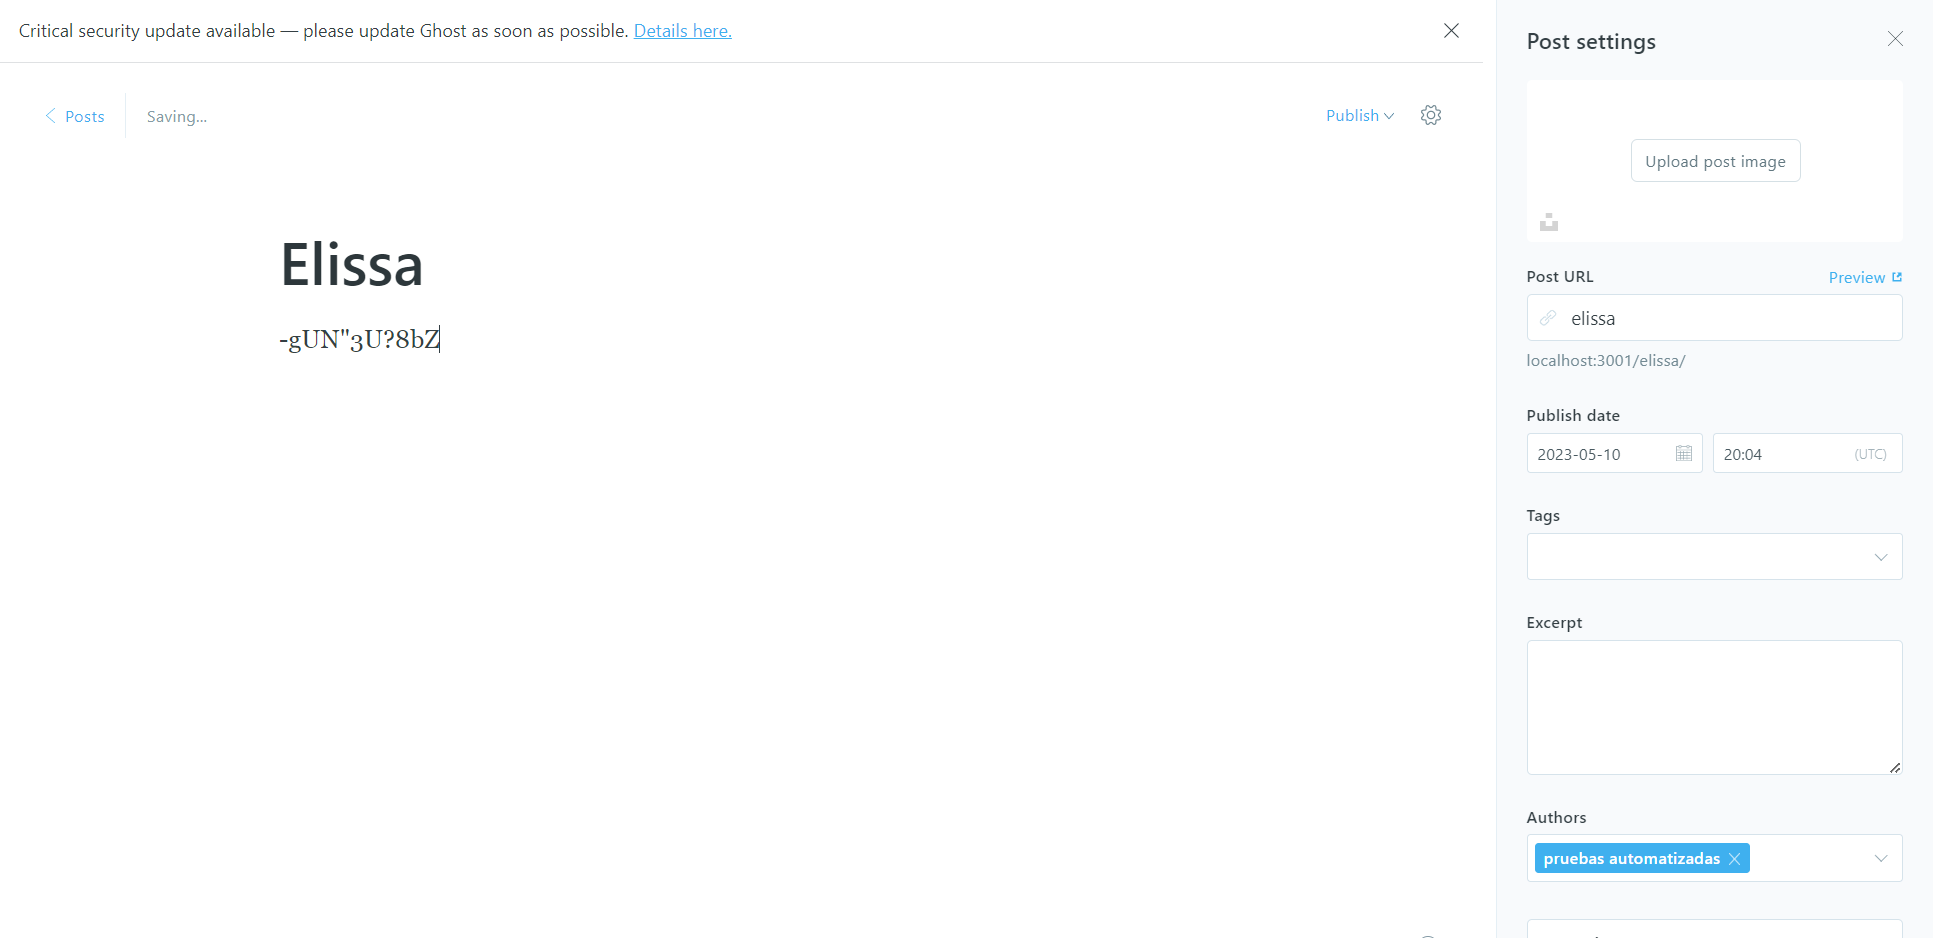 Critical security update available — please update Ghost as soon as possible. Details here.
Posts
Saving...
Publish
Elissa
-gUN"3U?8bZ
Post settings
Upload post image
Post URL
Preview
elissa
localhost:3001/elissa/
Publish date
2023-05-10
20:04
(UTC)
Tags
Excerpt
Authors
pruebas automatizadas